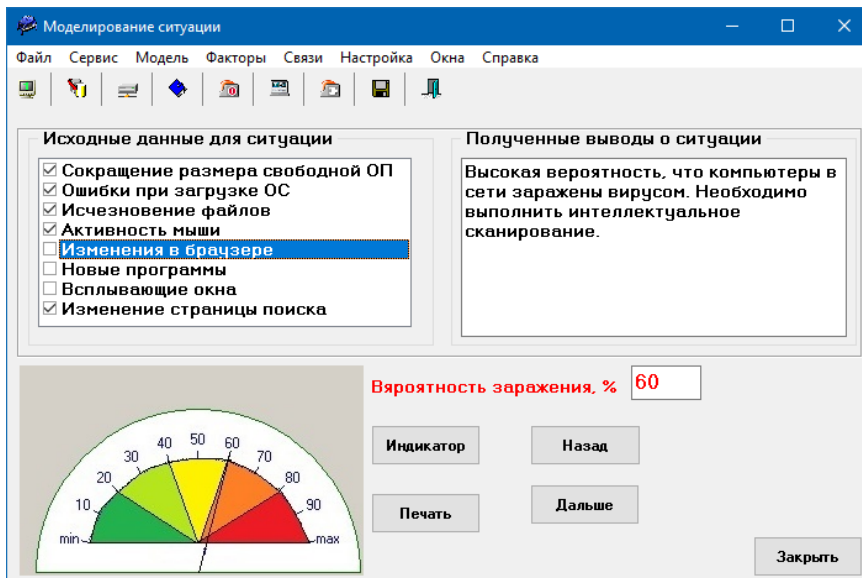 Моделирование ситуации
Файл Сервис Модель Факторы Связи Настройка Окна Справка
Исходные данные для ситуации
Сокращение размера свободной ОП
Ошибки при загрузке ОС
Исчезновение файлов
Активность мыши
Изменения в браузере
Новые программы
Всплывающие окна
Изменение страницы поиска
Полученные выводы о ситуации
Высокая вероятность, что компьютеры в
сети заражены вирусом. Необходимо
выполнить интеллектуальное
сканирование.
Вяроятность заражения, % 60
min 10 20 30 40 50 60 70 80 90 max
Индикатор Назад
Печать Дальше
Закрыть